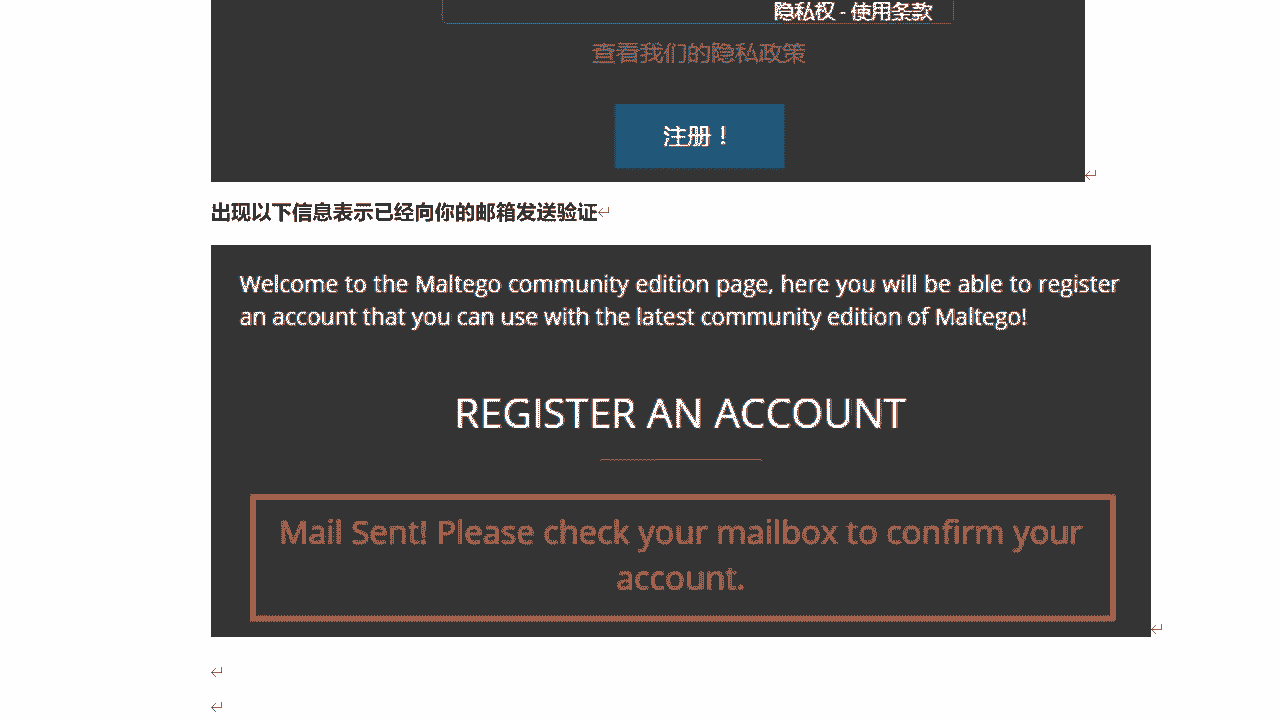 隐私权 - 使用条款
查看我们的隐私政策
注册！
出现以下信息表示已经向你的邮箱发送验证
Welcome to the Maltego community edition page, here you will be able to register
an account that you can use with the latest community edition of Maltego!
REGISTER AN ACCOUNT
Mail Sent! Please check your mailbox to confirm your
account.